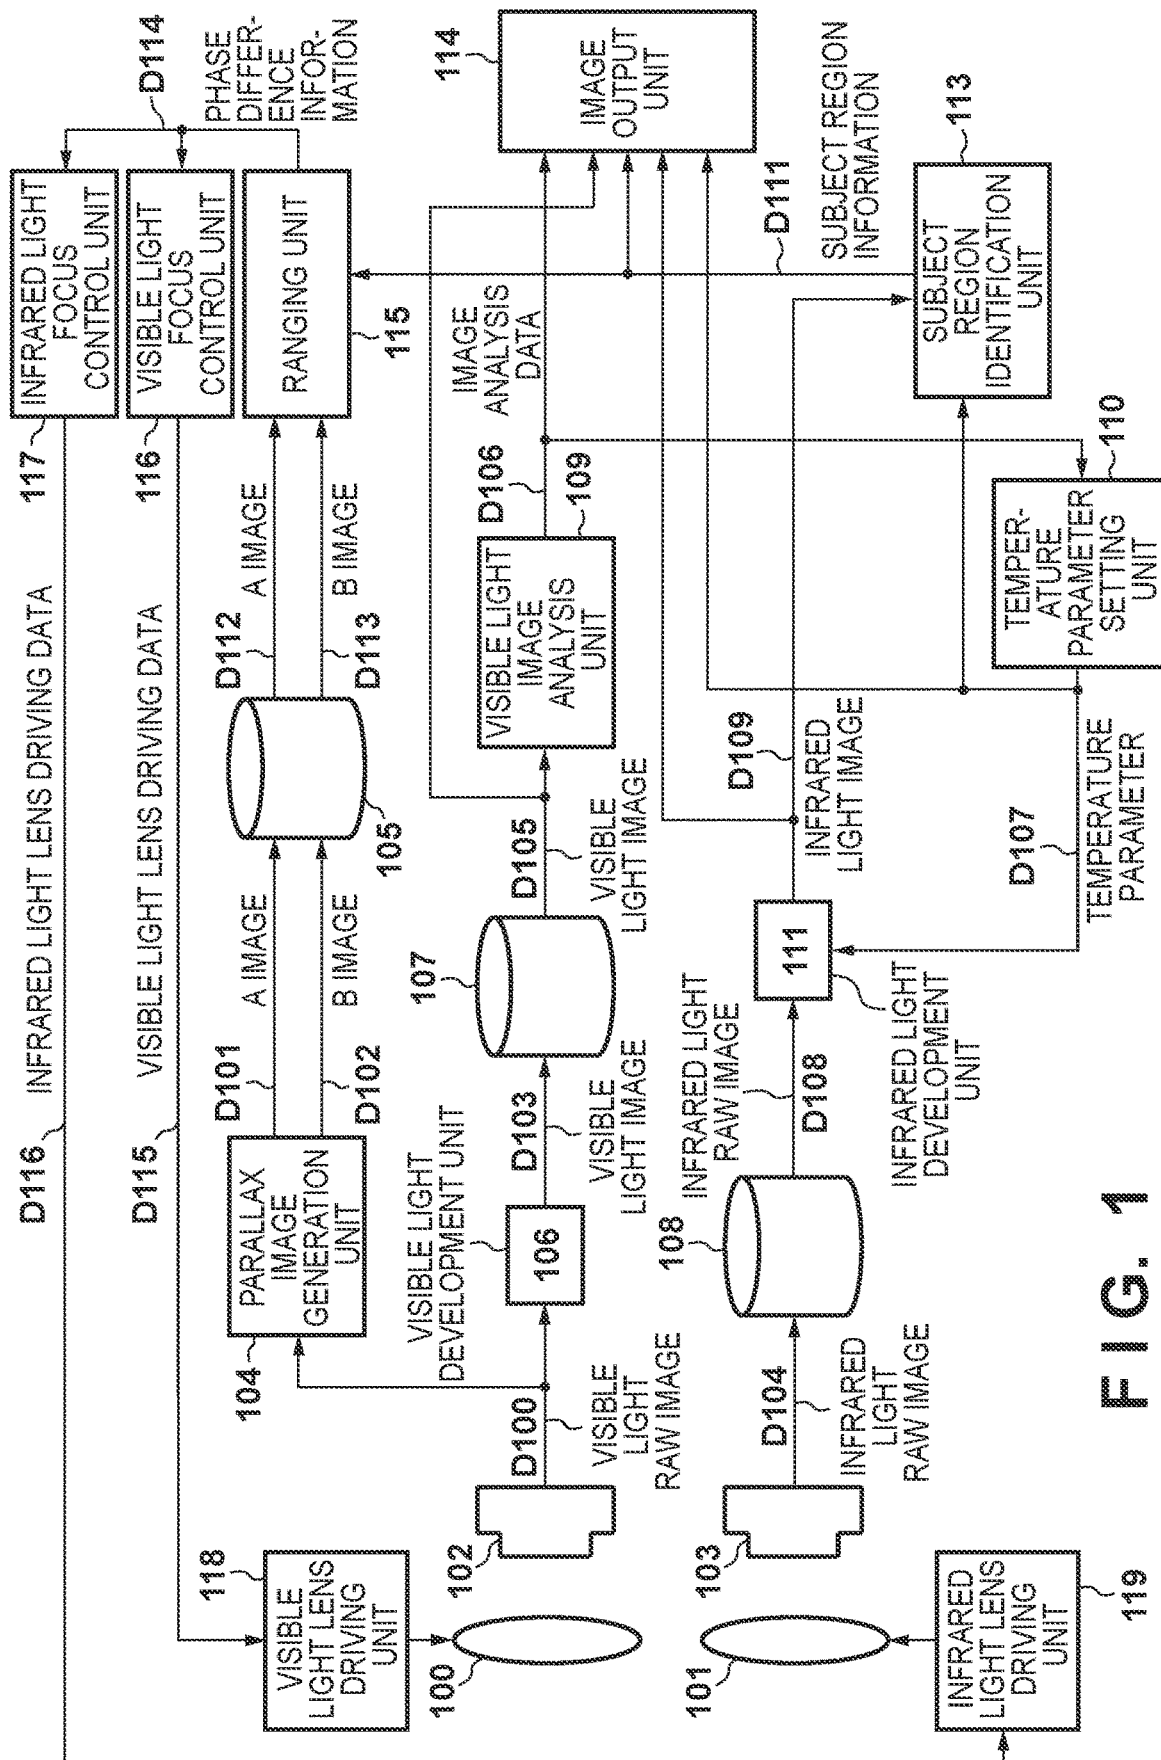 INFRARED LIGHT LENS DRIVING DATA
D116
VISIBLE LIGHT LENS DRIVING DATA
D115
117
INFRARED LIGHT
FOCUS
CONTROL UNIT
116
VISIBLE LIGHT
FOCUS
CONTROL UNIT
RANGING UNIT
115
D114
PHASE
DIFFER-
ENCE
INFOR-
MATION
118
VISIBLE
LIGHT LENS
DRIVING
UNIT
104
PARALLAX
IMAGE
GENERATION
UNIT
D101
A IMAGE
D102
B IMAGE
105
D112
A IMAGE
D113
B IMAGE
100
102
D100
VISIBLE
LIGHT
RAW IMAGE
VISIBLE LIGHT
DEVELOPMENT UNIT
106
D103
VISIBLE
LIGHT IMAGE
107
D105
VISIBLE
LIGHT IMAGE
VISIBLE LIGHT
IMAGE
ANALYSIS
UNIT
109
D106
IMAGE
ANALYSIS
DATA
114
IMAGE
OUTPUT
UNIT
101
103
D104
INFRARED
LIGHT
RAW IMAGE
108
INFRARED LIGHT
RAW IMAGE
D108
111
INFRARED LIGHT
DEVELOPMENT
UNIT
D109
INFRARED
LIGHT IMAGE
D111
SUBJECT REGION
INFORMATION
113
SUBJECT
REGION
IDENTIFICATION
UNIT
119
INFRARED
LIGHT LENS
DRIVING
UNIT
D107
TEMPERATURE
PARAMETER
110
TEMPER-
ATURE
PARAMETER
SETTING
UNIT
FIG. 1